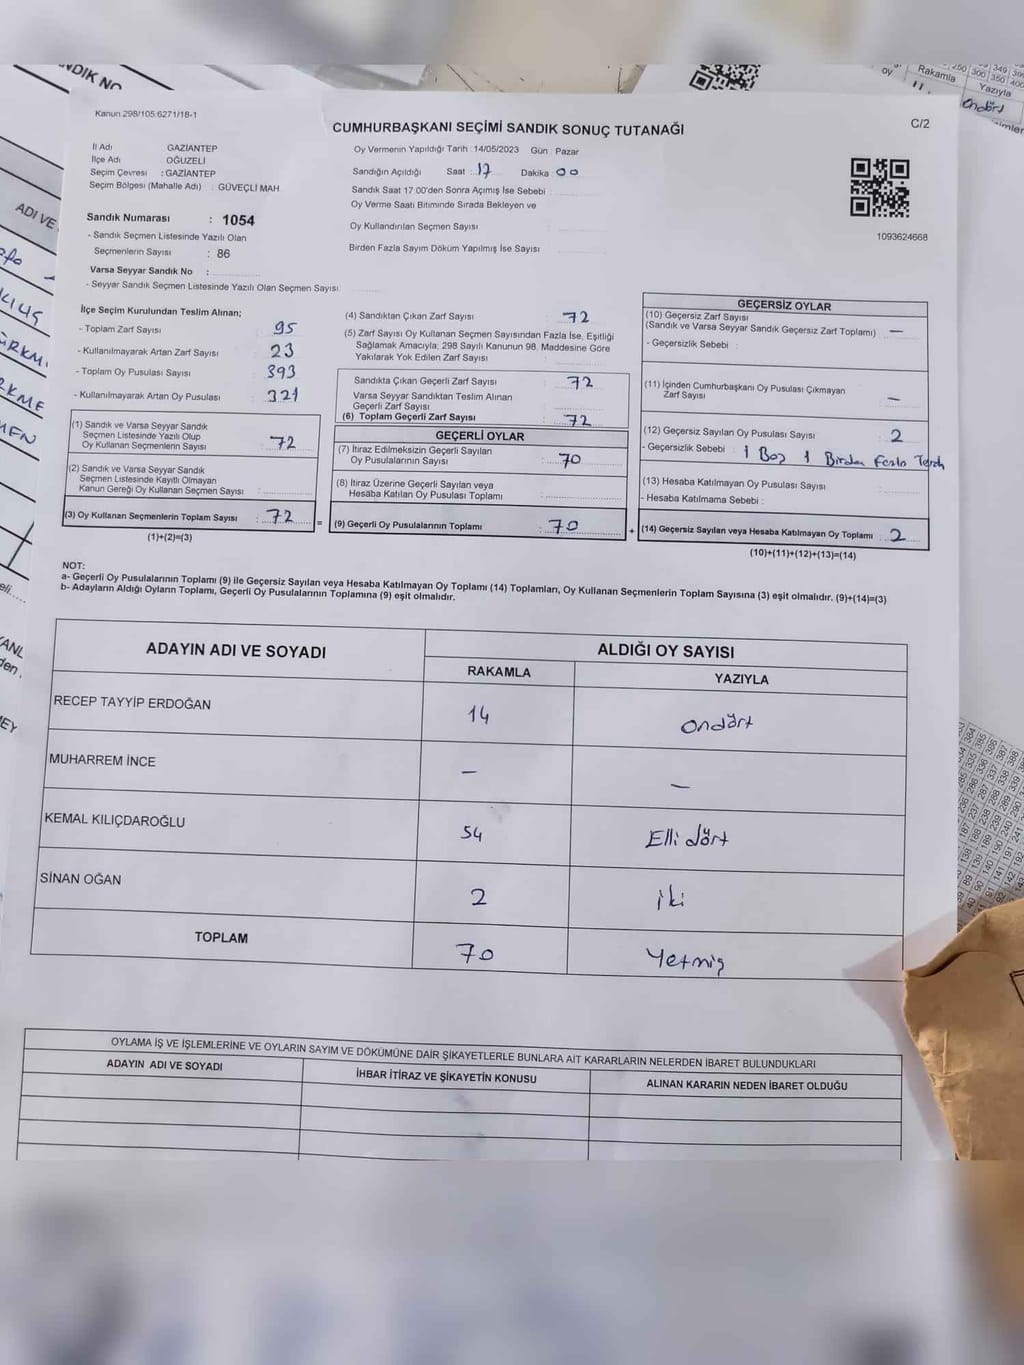 Kanun 298/105.6271/18-1
CUMHURBAŞKANI SEÇİMİ SANDIK SONUÇ TUTANAĞI
C/2
İl Adı GAZİANTEP
İlçe Adı OĞUZELİ
Seçim Çevresi : GAZİANTEP
Seçim Bölgesi (Mahalle Adı) : GÜVEÇLİ MAH
Sandık Numarası : 1054
- Sandık Seçmen Listesinde Yazılı Olan
Seçmenlerin Sayısı : 86
Varsa Seyyar Sandık No :
- Seyyar Sandık Seçmen Listesinde Yazılı Olan Seçmen Sayısı:
Oy Vermenin Yapıldığı Tarih :14/05/2023 Gün : Pazar
Sandığın Açıldığı Saat : 17 Dakika 00
Sandık Saat 17:00'den Sonra Açımış İse Sebebi :
Oy Verme Saati Bitiminde Sırada Bekleyen ve
Oy Kullandırılan Seçmen Sayısı :
Birden Fazla Sayım Döküm Yapılmış İse Sayısı :
1093624668
İlçe Seçim Kurulundan Teslim Alınan;
- Toplam Zarf Sayısı : 95
- Kullanılmayarak Artan Zarf Sayısı : 23
- Toplam Oy Pusulası Sayısı : 393
- Kullanılmayarak Artan Oy Pusulası : 321
(1) Sandık ve Varsa Seyyar Sandık
Seçmen Listesinde Yazılı Olup
Oy Kullanan Seçmenlerin Sayısı : 72
(2) Sandık ve Varsa Seyyar Sandık
Seçmen Listesinde Kayıtlı Olmayan
Kanun Gereği Oy Kullanan Seçmen Sayısı :
(3) Oy Kullanan Seçmenlerin Toplam Sayısı : 72
(1)+(2)=(3)
=
(4) Sandıktan Çıkan Zarf Sayısı : 72
(5) Zarf Sayısı Oy Kullanan Seçmen Sayısından Fazla İse, Eşitliği
Sağlamak Amacıyla; 298 Sayılı Kanunun 98. Maddesine Göre
Yakılarak Yok Edilen Zarf Sayısı :
Sandıkta Çıkan Geçerli Zarf Sayısı : 72
Varsa Seyyar Sandıktan Teslim Alınan
Geçerli Zarf Sayısı :
(6) Toplam Geçerli Zarf Sayısı : 72
GEÇERLİ OYLAR
(7) İtiraz Edilmeksizin Geçerli Sayılan
Oy Pusulalarının Sayısı : 70
(8) İtiraz Üzerine Geçerli Sayılan veya
Hesaba Katılan Oy Pusulası Toplamı :
(9) Geçerli Oy Pusulalarının Toplamı : 70
+
GEÇERSİZ OYLAR
(10) Geçersiz Zarf Sayısı
(Sandık ve Varsa Seyyar Sandık Geçersiz Zarf Toplamı) : —
- Geçersizlik Sebebi :
(11) İçinden Cumhurbaşkanı Oy Pusulası Çıkmayan
Zarf Sayısı : —
(12) Geçersiz Sayılan Oy Pusulası Sayısı : 2
- Geçersizlik Sebebi : 1 Boş 1 Birden Fazla
(13) Hesaba Katılmayan Oy Pusulası Sayısı :
- Hesaba Katılmama Sebebi :
(14) Geçersiz Sayılan veya Hesaba Katılmayan Oy Toplamı : 2
(10)+(11)+(12)+(13)=(14)
NOT:
a- Geçerli Oy Pusulalarının Toplamı (9) ile Geçersiz Sayılan veya Hesaba Katılmayan Oy Toplamı (14) Toplamları, Oy Kullanan Seçmenlerin Toplam Sayısına (3) eşit olmalıdır. (9)+(14)=(3)
b- Adayların Aldığı Oyların Toplamı, Geçerli Oy Pusulalarının Toplamına (9) eşit olmalıdır.
ADAYIN ADI VE SOYADI ALDIĞI OY SAYISI
RAKAMLA YAZIYLA
RECEP TAYYİP ERDOĞAN 14 Ondört
MUHARREM İNCE — —
KEMAL KILIÇDAROĞLU 54 Elli dört
SİNAN OĞAN 2 iki
TOPLAM 70 Yetmiş
OYLAMA İŞ VE İŞLEMLERİNE VE OYLARIN SAYIM VE DÖKÜMÜNE DAİR ŞİKAYETLERLE BUNLARA AİT KARARLARIN NELERDEN İBARET BULUNDUKLARI
ADAYIN ADI VE SOYADI İHBAR İTİRAZ VE ŞİKAYETİN KONUSU ALINAN KARARIN NEDEN İBARET OLDUĞU
NDIK NO
ADI VE
Rakamla
Yazıyla
Ondört